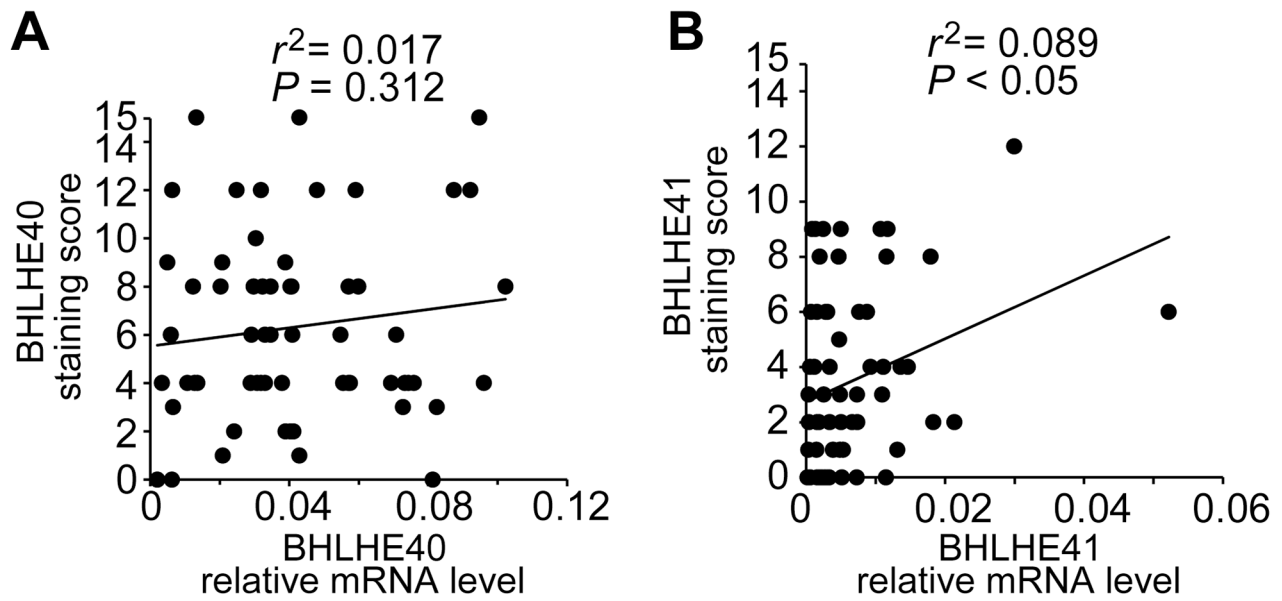 A
r²= 0.017
P = 0.312
BHLHE40
staining score
15
14
12
10
8
6
4
2
0
0 0.04 0.08 0.12
BHLHE40
relative mRNA level
B
r²= 0.089
P < 0.05
BHLHE41
staining score
15
14
12
10
8
6
4
2
0
0 0.02 0.04 0.06
BHLHE41
relative mRNA level